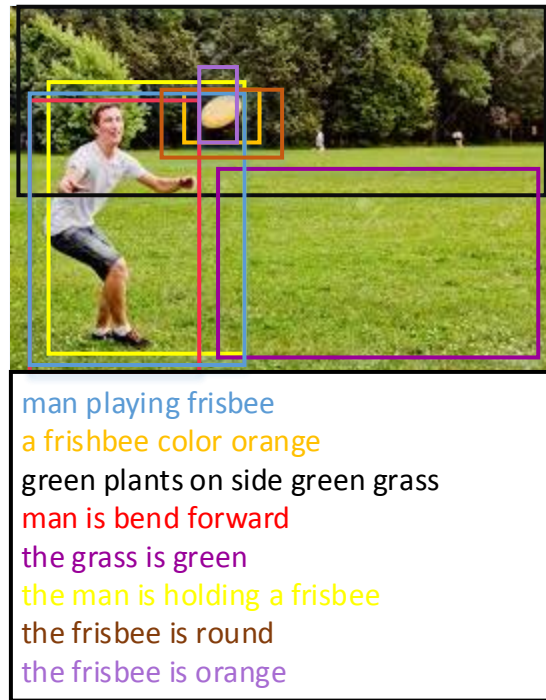 man playing frisbee
a frishbee color orange
green plants on side green grass
man is bend forward
the grass is green
the man is holding a frisbee
the frisbee is round
the frisbee is orange